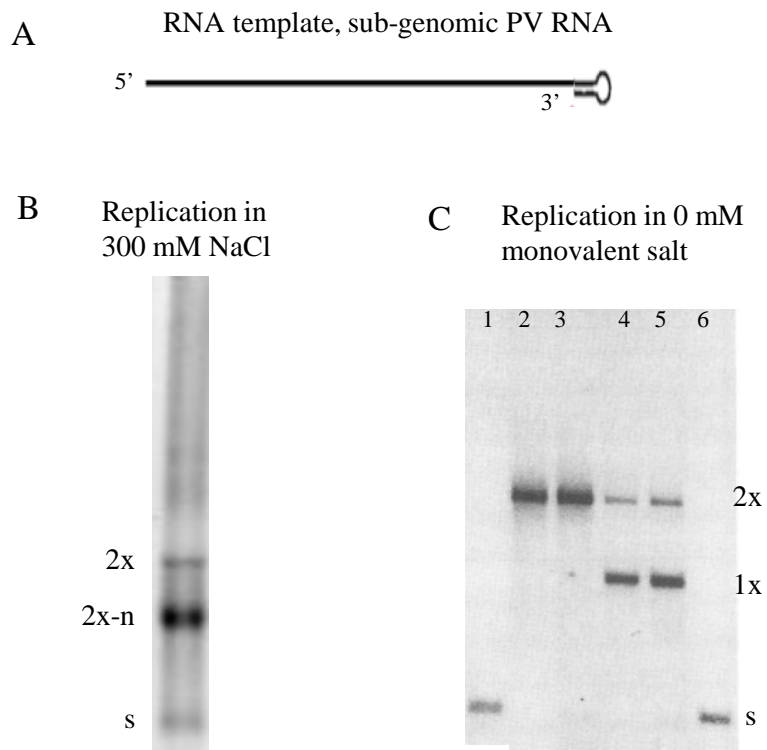 A
RNA template, sub-genomic PV RNA
5’
3’
B
Replication in
300 mM NaCl
2x
2x-n
s
C
Replication in 0 mM
monovalent salt
1 2 3 4 5 6
2x
1x
s